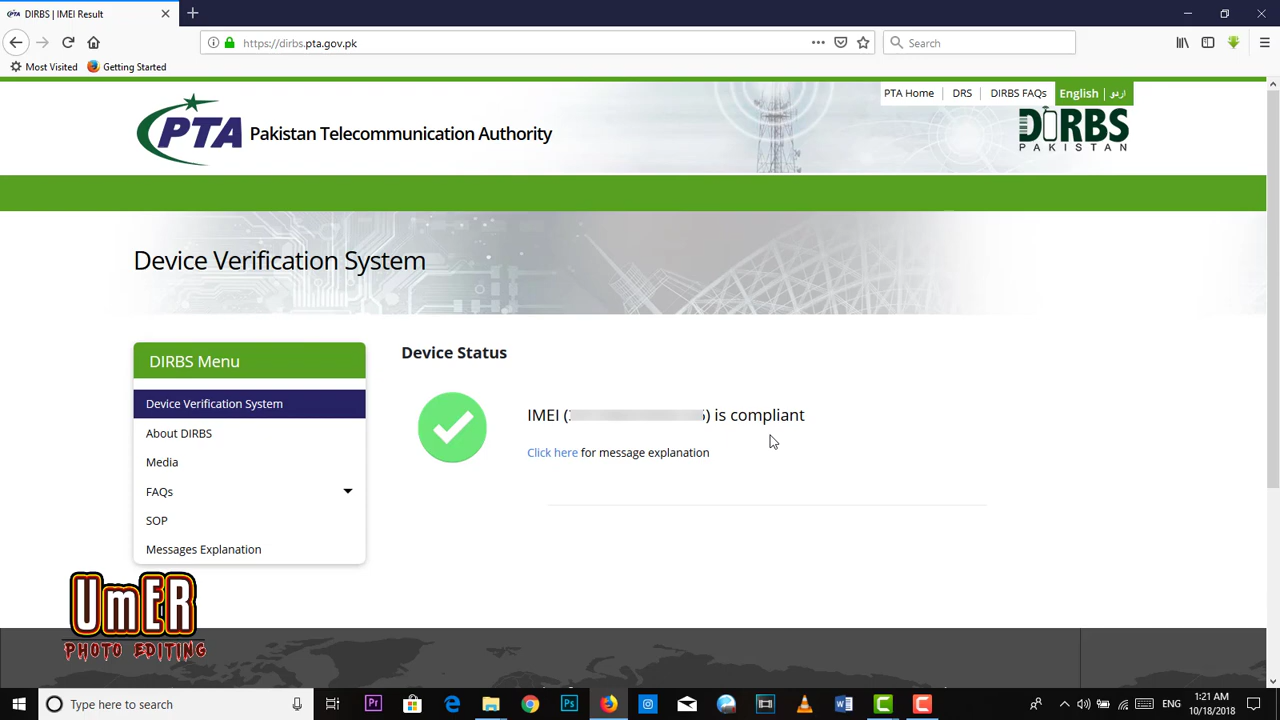 DIRBS | IMEI Result
https://dirbs.pta.gov.pk
Search
Most Visited
Getting Started
PTA Home | DRS | DIRBS FAQs
English | اردو
PTA
Pakistan Telecommunication Authority
DIRBS
PAKISTAN
Device Verification System
DIRBS Menu
Device Verification System
About DIRBS
Media
FAQs
SOP
Messages Explanation
Device Status
IMEI ( ) is compliant
Click here for message explanation
UmER
PHOTO EDITING
Type here to search
Pr
Ps
ENG
1:21 AM
10/18/2018